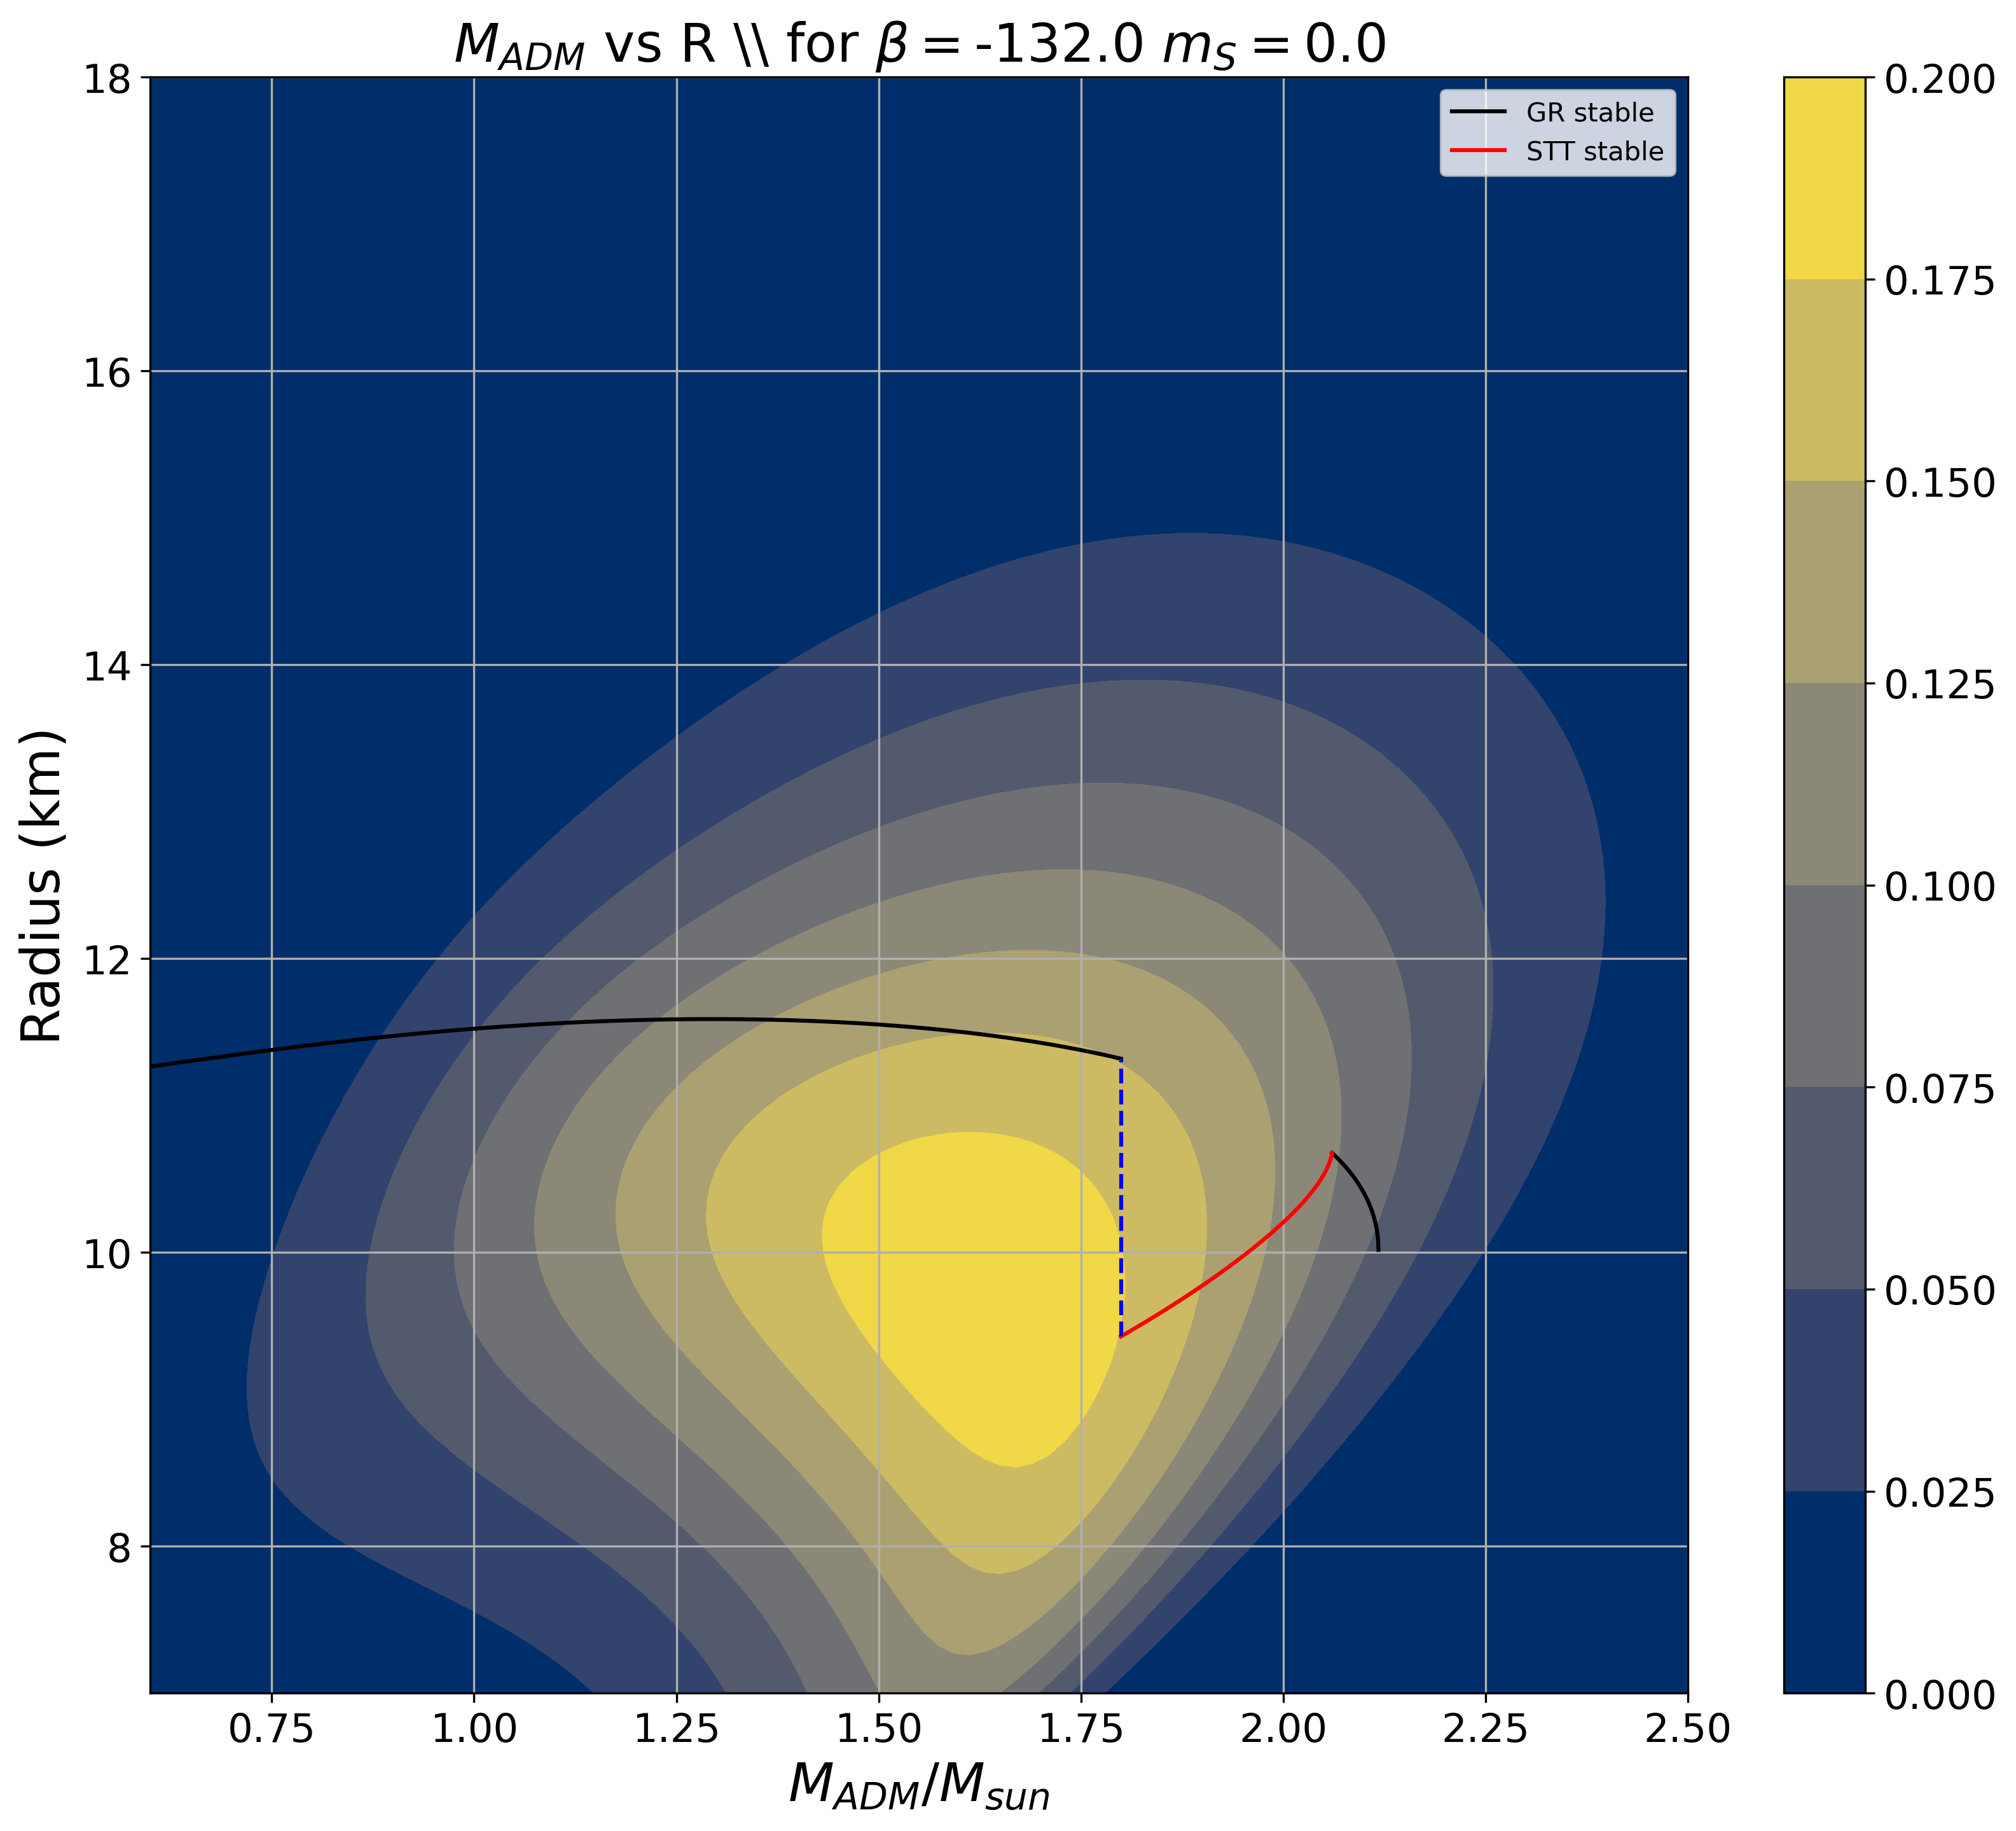 M_ADM vs R \\ for β = -132.0 m_S = 0.0
GR stable
STT stable
18
16
14
12
10
8
Radius (km)
0.75 1.00 1.25 1.50 1.75 2.00 2.25 2.50
M_ADM/M_sun
0.200
0.175
0.150
0.125
0.100
0.075
0.050
0.025
0.000